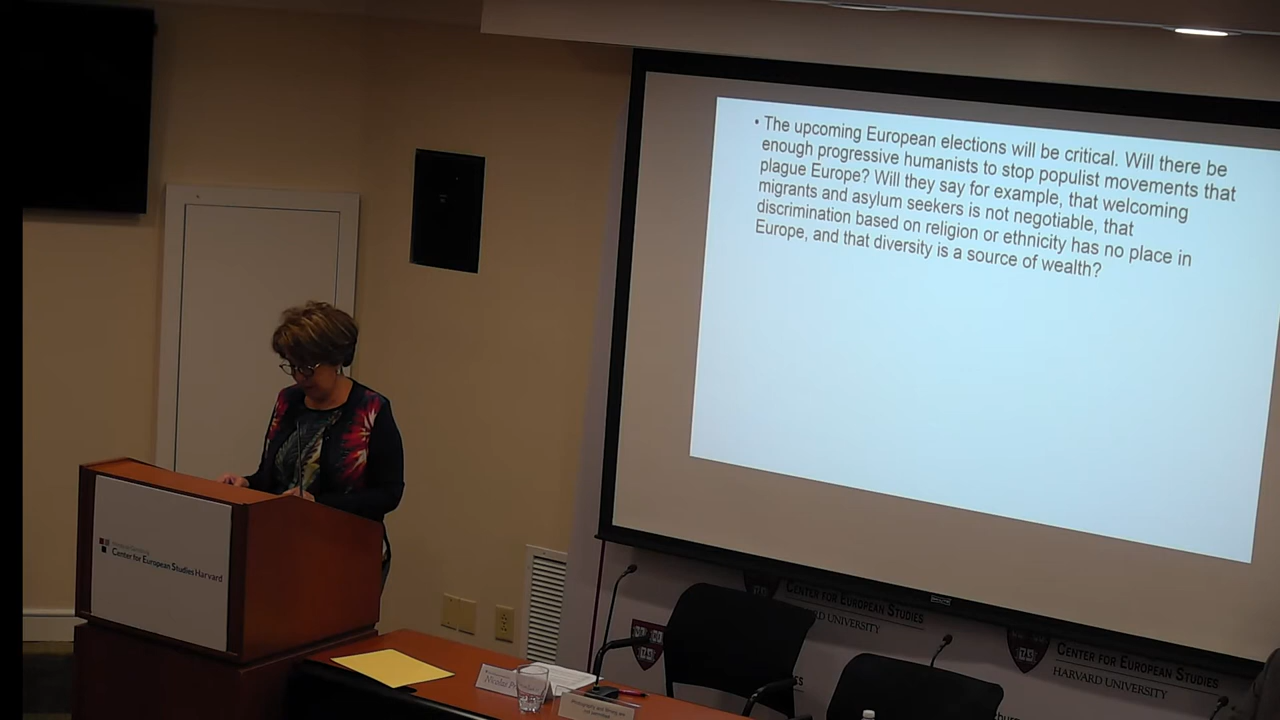 • The upcoming European elections will be critical. Will there be
enough progressive humanists to stop populist movements that
plague Europe? Will they say for example, that welcoming
migrants and asylum seekers is not negotiable, that
discrimination based on religion or ethnicity has no place in
Europe, and that diversity is a source of wealth?
Center for European Studies Harvard
Nicolas
CENTER FOR EUROPEAN STUDIES
UNIVERSITY
CENTER FOR EUROPEAN STUDIES
HARVARD UNIVERSITY